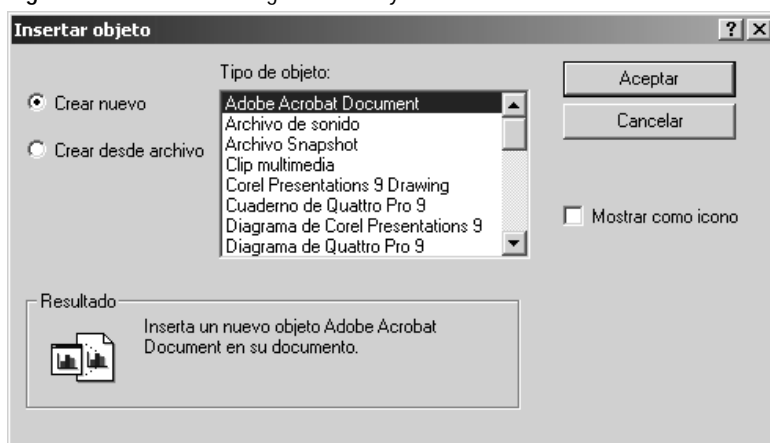 Insertar objeto
Tipo de objeto:
Crear nuevo
Crear desde archivo
Adobe Acrobat Document
Archivo de sonido
Archivo Snapshot
Clip multimedia
Corel Presentations 9 Drawing
Cuaderno de Quattro Pro 9
Diagrama de Corel Presentations 9
Diagrama de Quattro Pro 9
Aceptar
Cancelar
Mostrar como icono
Resultado
Inserta un nuevo objeto Adobe Acrobat
Document en su documento.